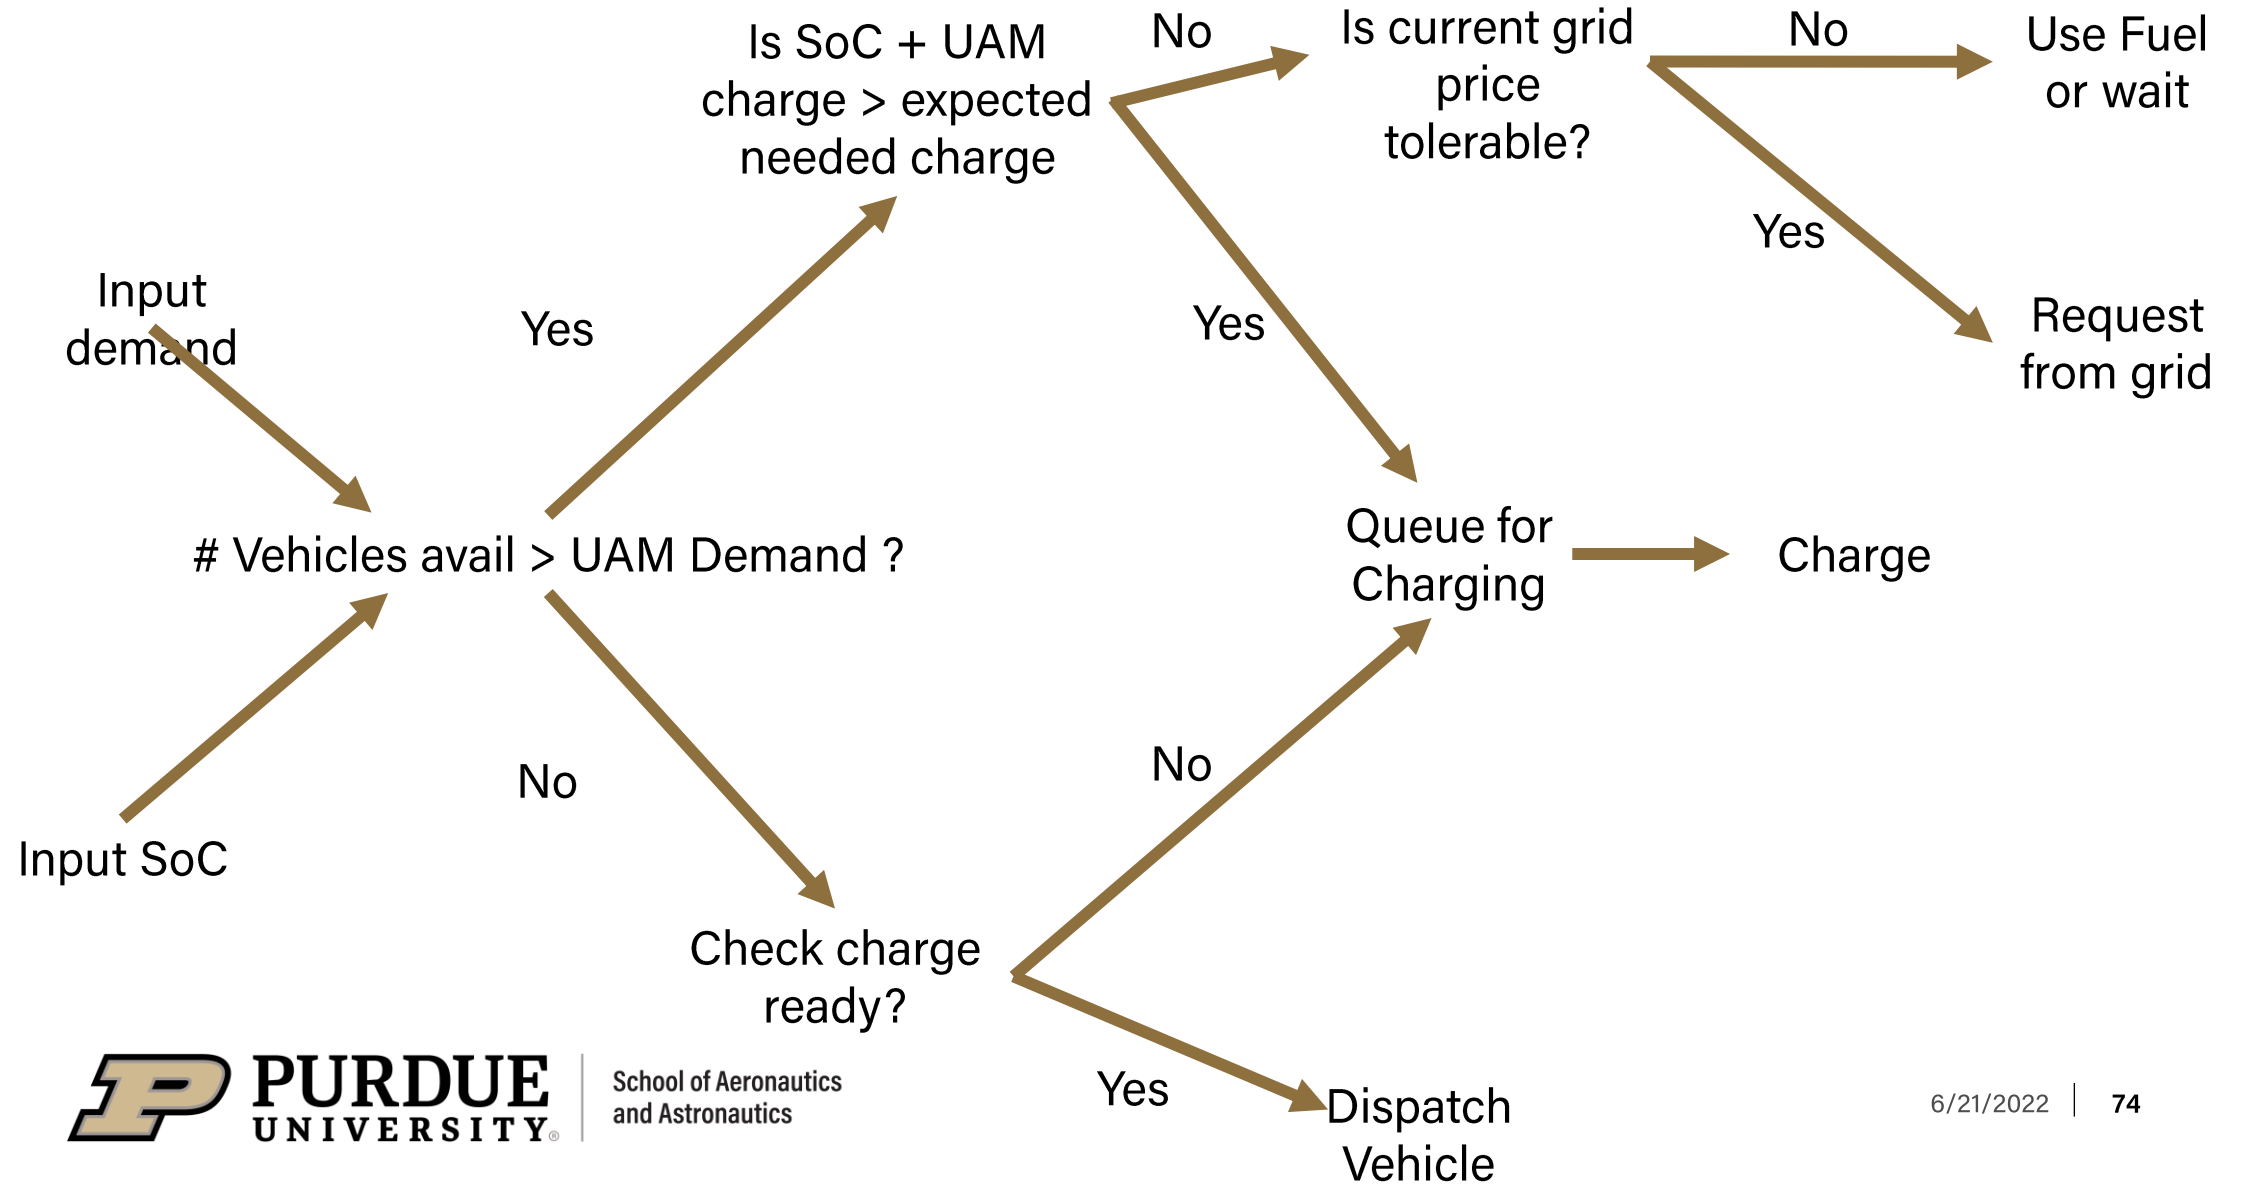 Is SoC + UAM
charge > expected
needed charge
No
Is current grid
price
tolerable?
No
Use Fuel
or wait
Yes
Request
from grid
Input
demand
Yes
Yes
# Vehicles avail > UAM Demand ?
Queue for
Charging
Charge
Input SoC
No
No
Check charge
ready?
Yes
Dispatch
Vehicle
PURDUE
UNIVERSITY®
School of Aeronautics
and Astronautics
6/21/2022
74